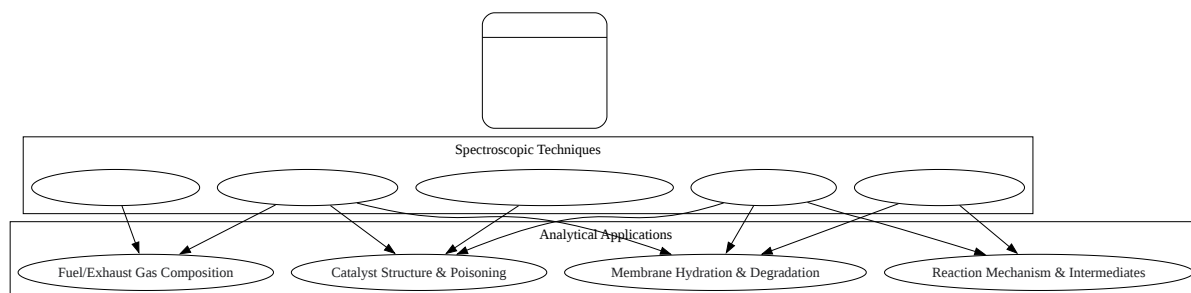 Spectroscopic Techniques
Analytical Applications
Fuel/Exhaust Gas Composition
Catalyst Structure & Poisoning
Membrane Hydration & Degradation
Reaction Mechanism & Intermediates